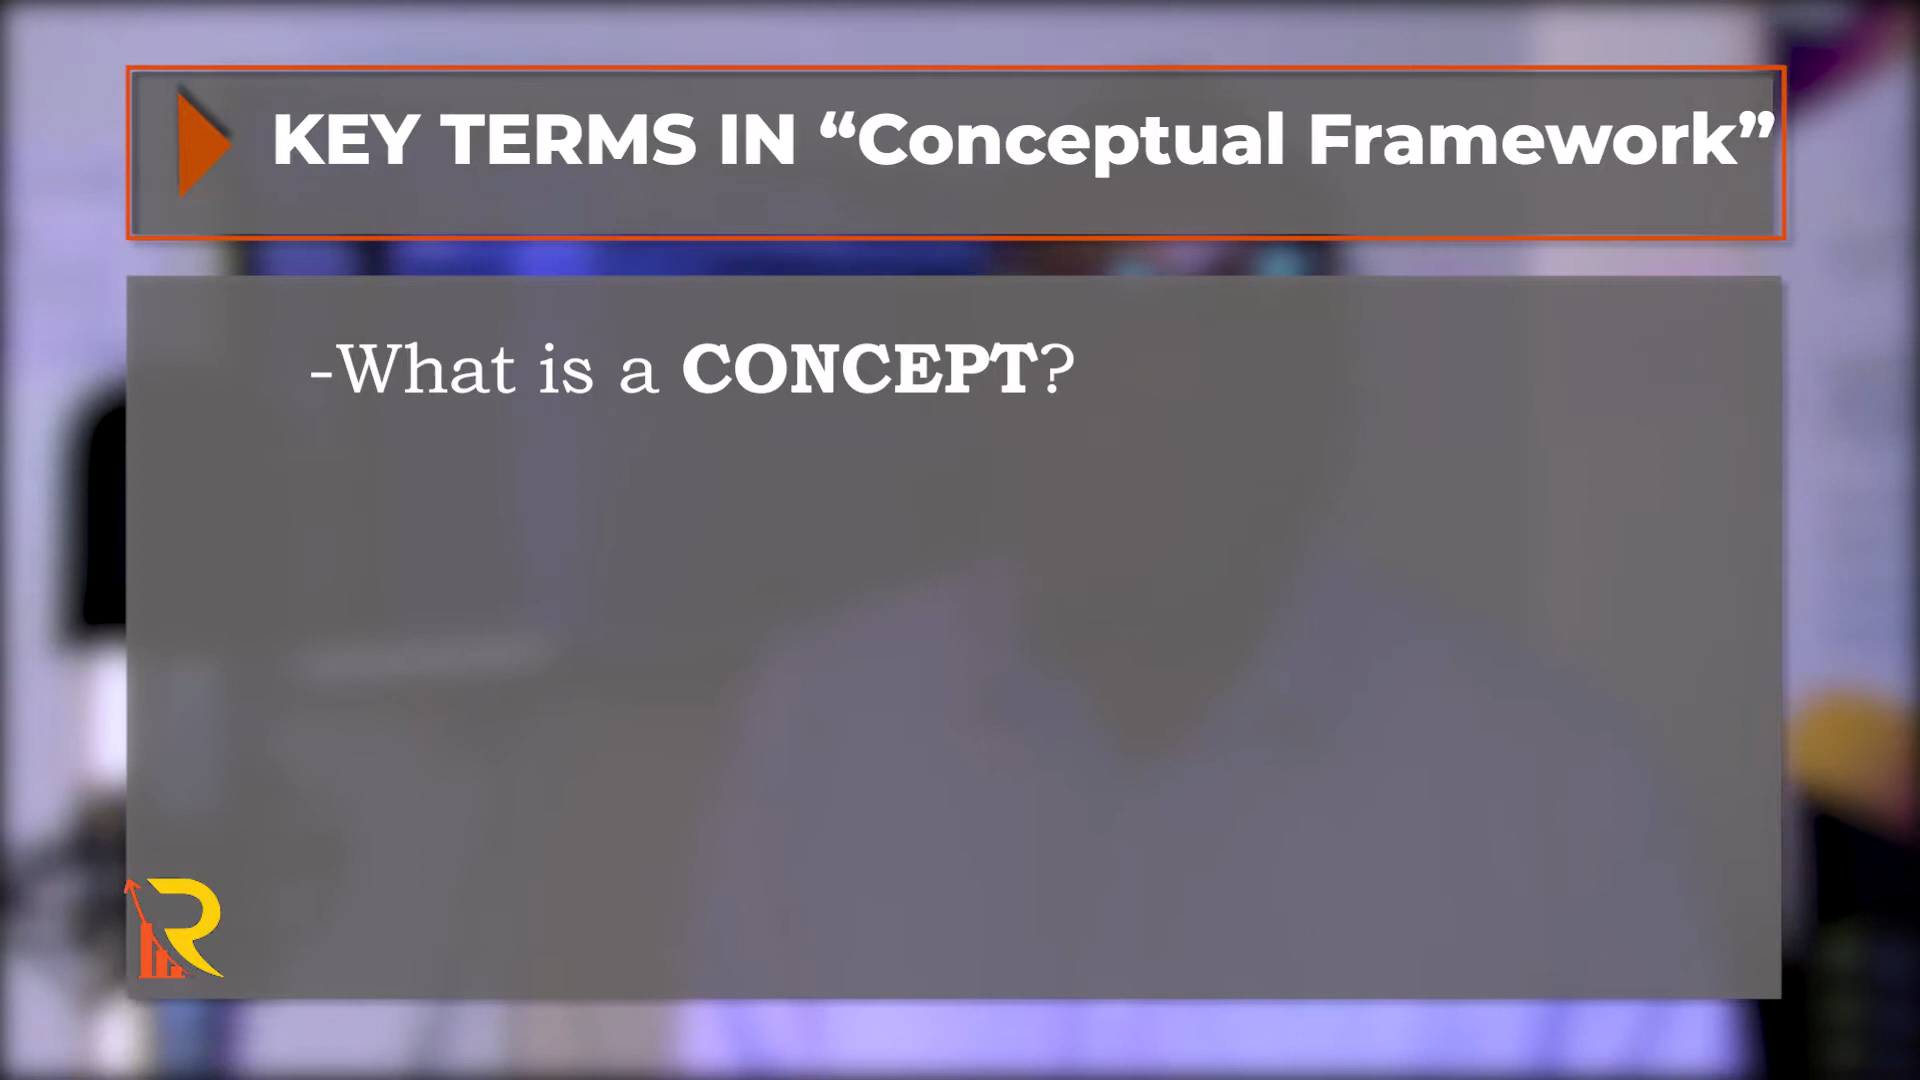 KEY TERMS IN “Conceptual Framework”
-What is a CONCEPT?
R